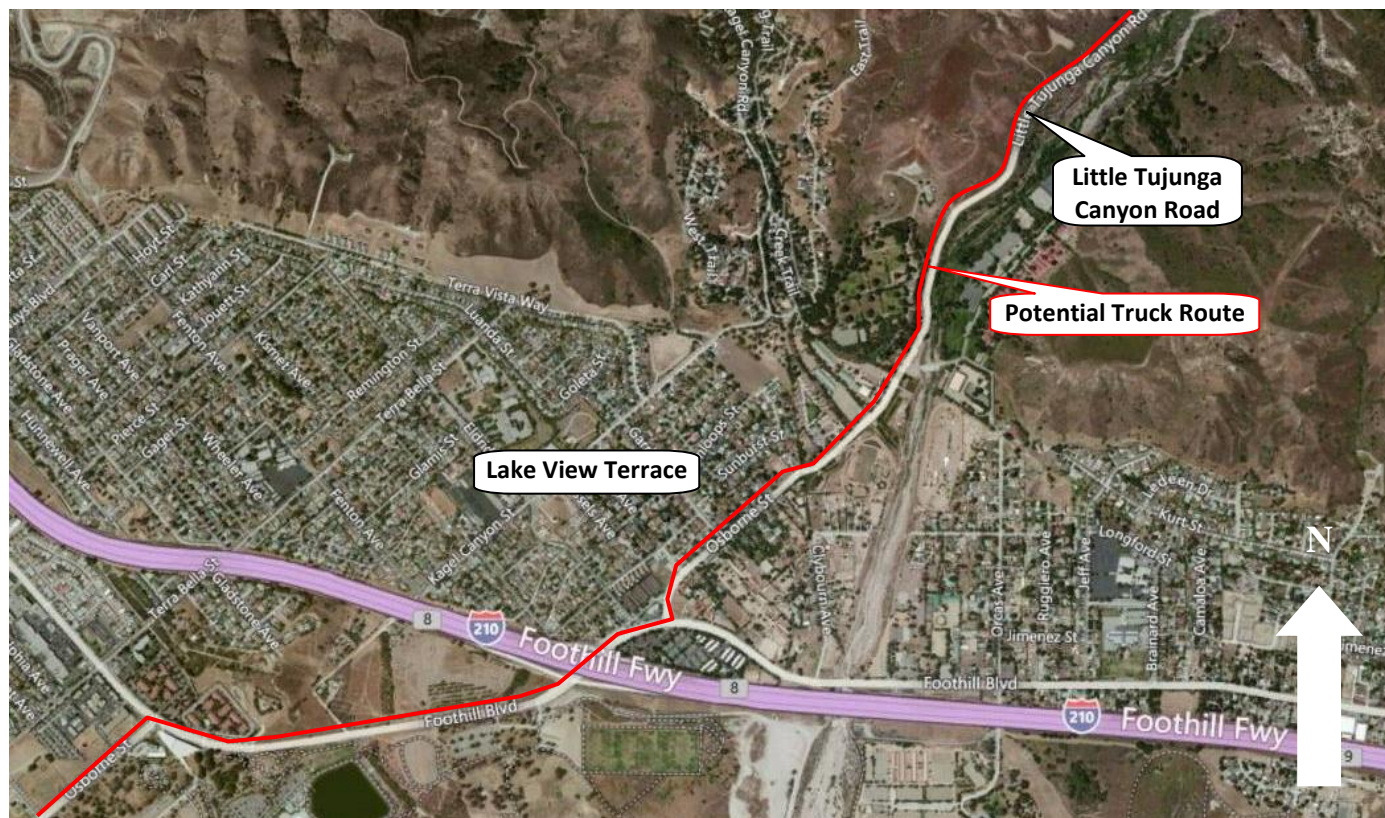 Little Tujunga Canyon Rd
Kagel Canyon Rd
Trail
East Trail
Little Tujunga
Canyon Road
St
Hoyt St
Carl St
Kathyann St
Jouett St
Fenton Ave
Vanport Ave
Prager Ave
Gladstone Ave
Hunnewell Ave
Pierce St
Gager St
Wheeler Ave
Kismet Ave
Remington St
Terra Bella St
Glamis St
Terra Vista Way
Luanda St
Goleta St
West Trail
Creek Trail
Potential Truck Route
Lake View Terrace
Sunburst St
Fenton Ave
Kagel Canyon St
Ave
Osborne St
Clybourn Ave
Orcas Ave
Ruggiero Ave
Jeff Ave
Brainard Ave
Camaloa Ave
Ledeen Dr
Kurt St
Longford St
Jimenez St
N
Terra Bella St
Gladstone Ave
8
210
Foothill Fwy
8
Foothill Blvd
Foothill Blvd
210
Foothill Fwy
9
Ave
Osborne St